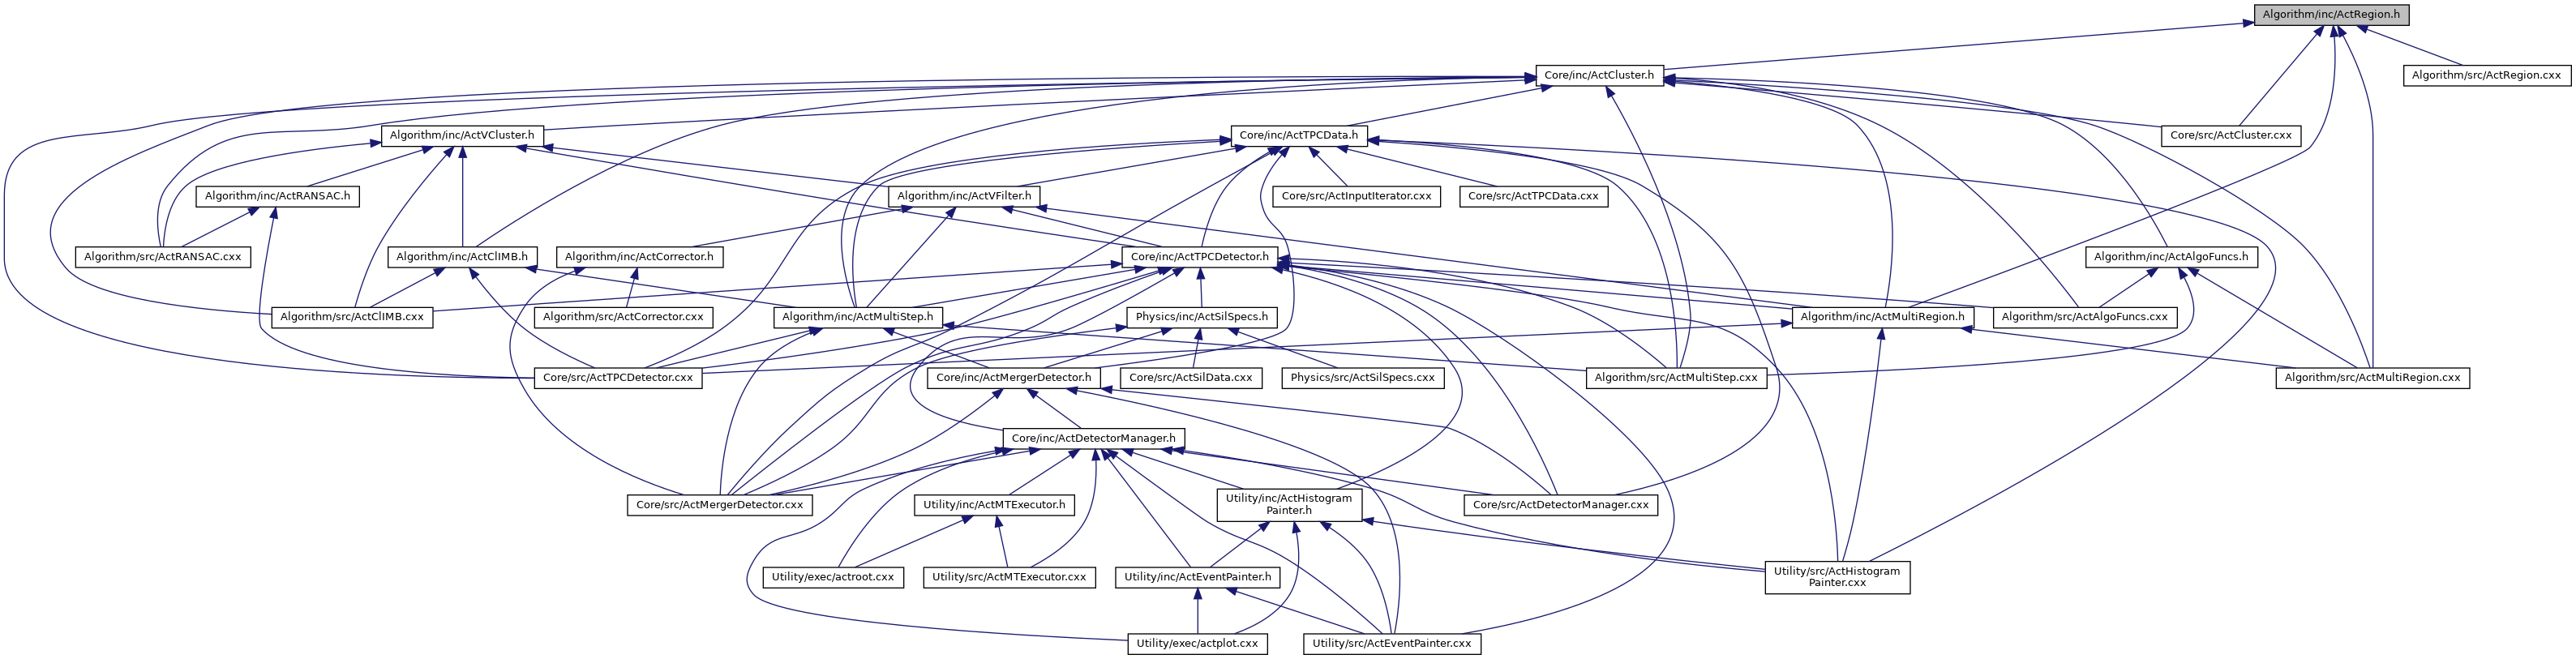 Algorithm/inc/ActRegion.h
Core/inc/ActCluster.h
Algorithm/src/ActRegion.cxx
Algorithm/inc/ActVCluster.h
Core/inc/ActTPCData.h
Core/src/ActCluster.cxx
Algorithm/inc/ActRANSAC.h
Algorithm/inc/ActVFilter.h
Core/src/ActInputIterator.cxx
Core/src/ActTPCData.cxx
Algorithm/src/ActRANSAC.cxx
Algorithm/inc/ActClIMB.h
Algorithm/inc/ActCorrector.h
Core/inc/ActTPCDetector.h
Algorithm/inc/ActAlgoFuncs.h
Algorithm/src/ActClIMB.cxx
Algorithm/src/ActCorrector.cxx
Algorithm/inc/ActMultiStep.h
Physics/inc/ActSilSpecs.h
Algorithm/inc/ActMultiRegion.h
Algorithm/src/ActAlgoFuncs.cxx
Core/src/ActTPCDetector.cxx
Core/inc/ActMergerDetector.h
Core/src/ActSilData.cxx
Physics/src/ActSilSpecs.cxx
Algorithm/src/ActMultiStep.cxx
Algorithm/src/ActMultiRegion.cxx
Core/inc/ActDetectorManager.h
Core/src/ActMergerDetector.cxx
Utility/inc/ActMTExecutor.h
Utility/inc/ActHistogram
Painter.h
Core/src/ActDetectorManager.cxx
Utility/exec/actroot.cxx
Utility/src/ActMTExecutor.cxx
Utility/inc/ActEventPainter.h
Utility/src/ActHistogram
Painter.cxx
Utility/exec/actplot.cxx
Utility/src/ActEventPainter.cxx